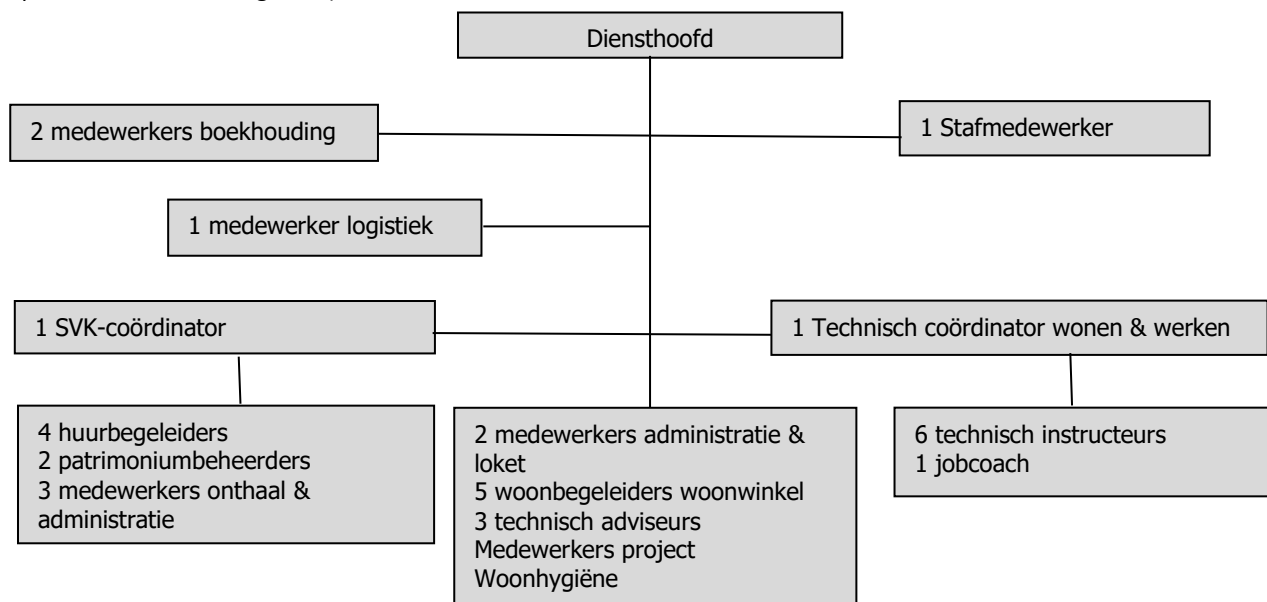 Diensthoofd
2 medewerkers boekhouding
1 Stafmedewerker
1 medewerker logistiek
1 SVK-coördinator
1 Technisch coördinator wonen & werken
4 huurbegeleiders
2 patrimoniumbeheerders
3 medewerkers onthaal &
administratie
2 medewerkers administratie &
loket
5 woonbegeleiders woonwinkel
3 technisch adviseurs
Medewerkers project
Woonhygiëne
6 technisch instructeurs
1 jobcoach